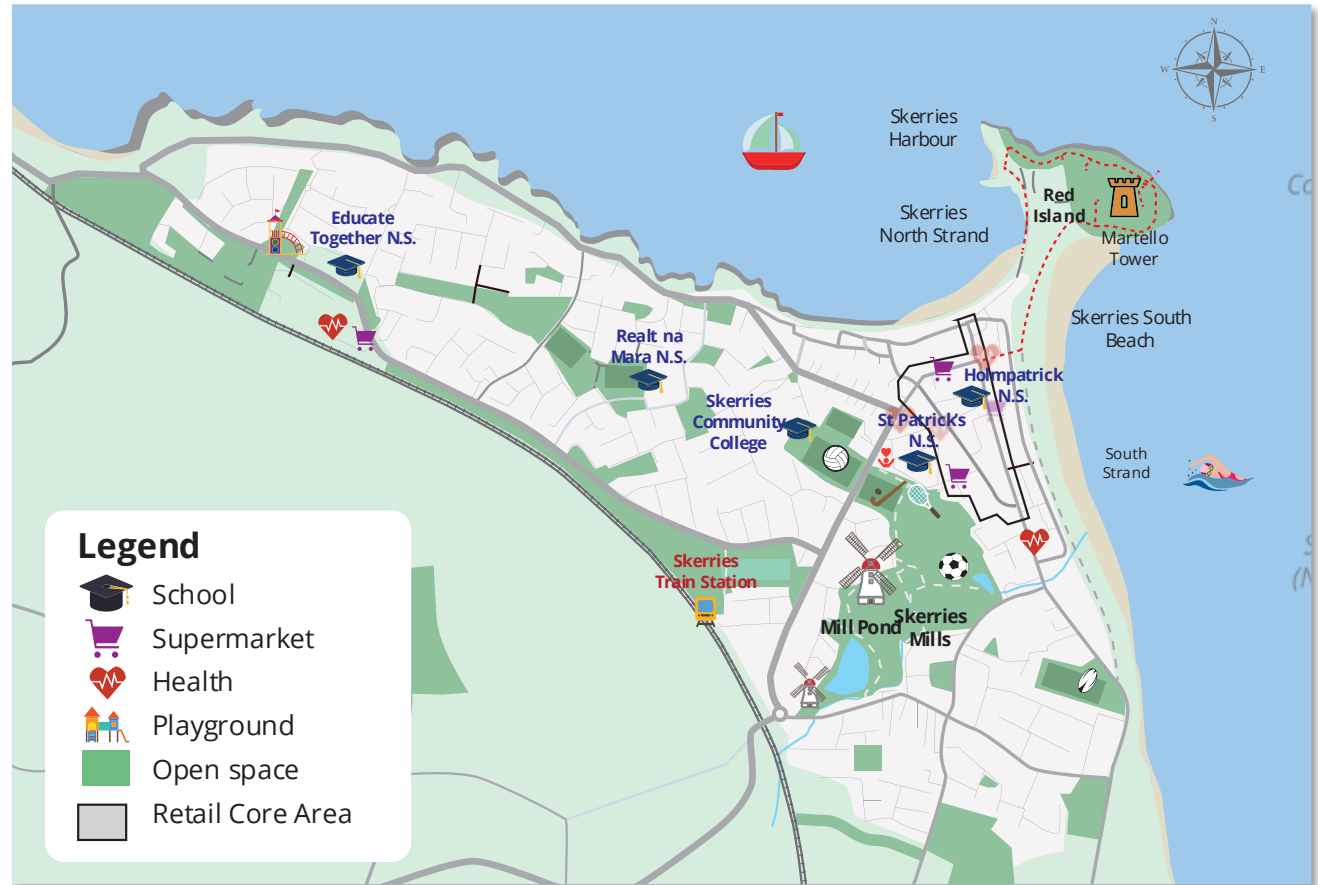 N
W
E
S
Skerries
Harbour
Red
Island
Skerries
North Strand
Martello
Tower
Educate
Together N.S.
Skerries South
Beach
Realt na
Mara N.S.
Holmpatrick
N.S.
Skerries
Community
College
St Patrick's
N.S.
South
Strand
Skerries
Train Station
Mill Pond
Skerries
Mills
Legend
School
Supermarket
Health
Playground
Open space
Retail Core Area